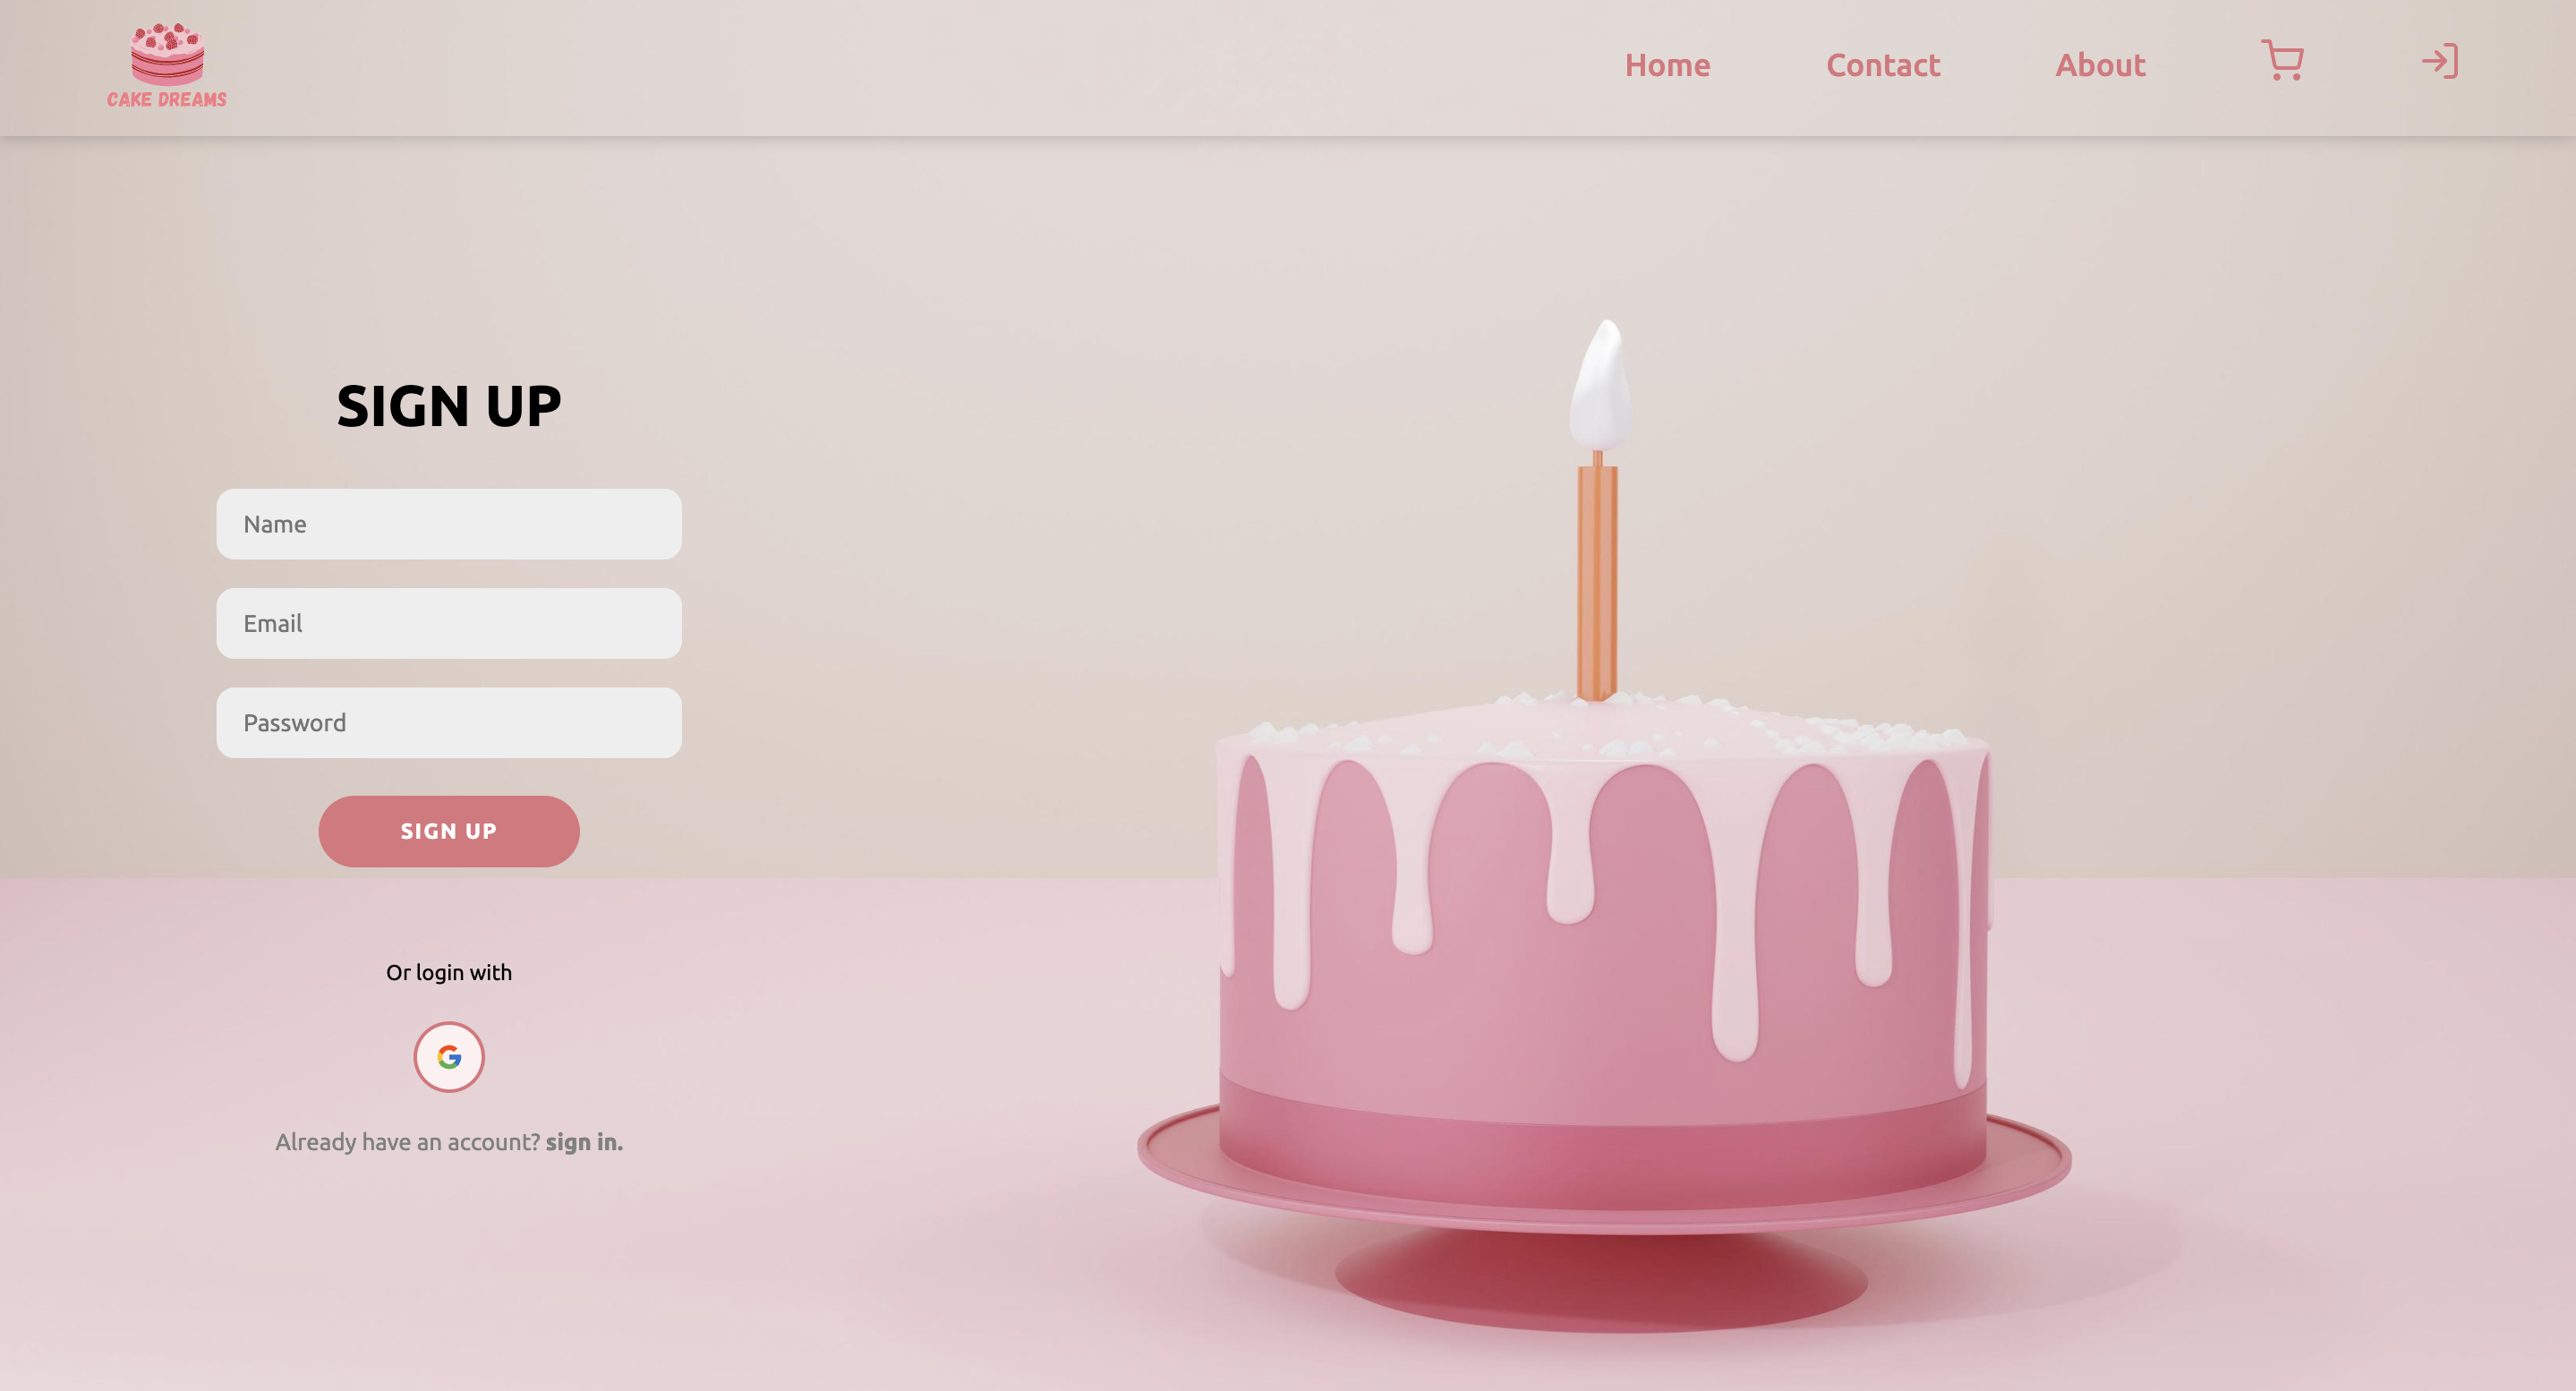 CAKE DREAMS
Home Contact About
SIGN UP
Name
Email
Password
SIGN UP
Or login with
G
Already have an account? sign in.